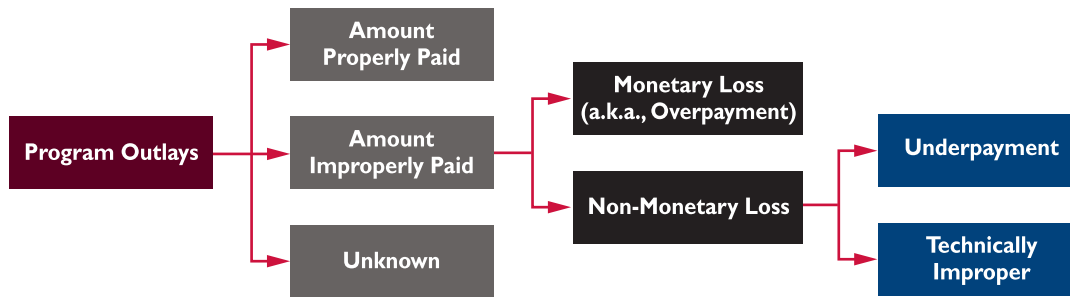 Program Outlays
Amount
Properly Paid
Amount
Improperly Paid
Unknown
Monetary Loss
(a.k.a., Overpayment)
Non-Monetary Loss
Underpayment
Technically
Improper